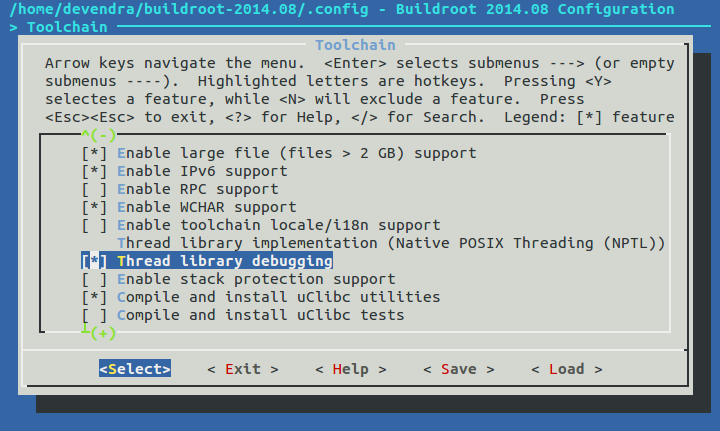 /home/devendra/buildroot-2014.08/.config - Buildroot 2014.08 Configuration
> Toolchain
Toolchain
Arrow keys navigate the menu.  <Enter> selects submenus ---> (or empty
submenus ----).  Highlighted letters are hotkeys.  Pressing <Y>
selectes a feature, while <N> will exclude a feature.  Press
<Esc><Esc> to exit, <?> for Help, </> for Search.  Legend: [*] feature
^(-)
[*] Enable large file (files > 2 GB) support
[*] Enable IPv6 support
[ ] Enable RPC support
[*] Enable WCHAR support
[ ] Enable toolchain locale/i18n support
Thread library implementation (Native POSIX Threading (NPTL))
[*] Thread library debugging
[ ] Enable stack protection support
[*] Compile and install uClibc utilities
[ ] Compile and install uClibc tests
┴(+)
<Select>    < Exit >    < Help >    < Save >    < Load >